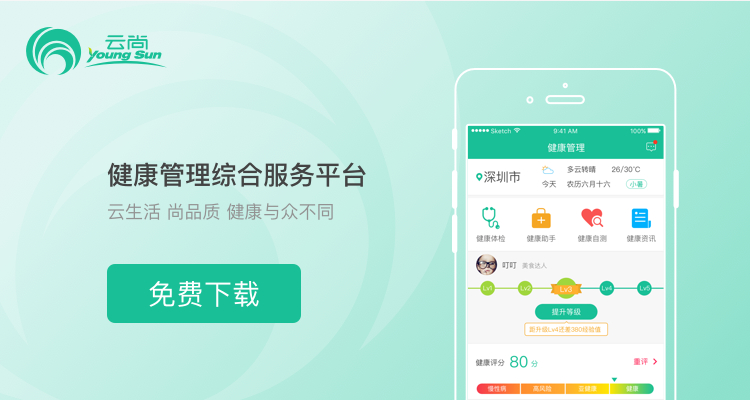 云尚
Young Sun
健康管理综合服务平台
云生活 尚品质 健康与众不同
免费下载
Sketch 9:41 AM 100%
健康管理
深圳市 多云转晴 26/30℃
今天 农历六月十六 小暑
健康体检 健康助手 健康自测 健康资讯
叮叮 美食达人
Lv1 Lv2 Lv3 Lv4 Lv5
提升等级
距升级Lv4还差380经验值
健康评分 80 分 重评
慢性病 高风险 亚健康 健康